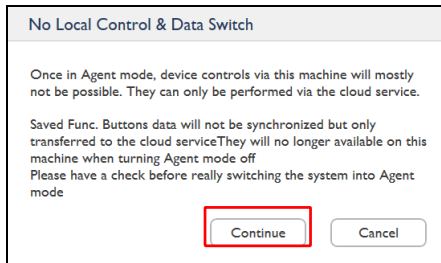 No Local Control & Data Switch
Once in Agent mode, device controls via this machine will mostly
not be possible. They can only be performed via the cloud service.
Saved Func. Buttons data will not be synchronized but only
transferred to the cloud serviceThey will no longer available on this
machine when turning Agent mode off
Please have a check before really switching the system into Agent
mode
Continue
Cancel